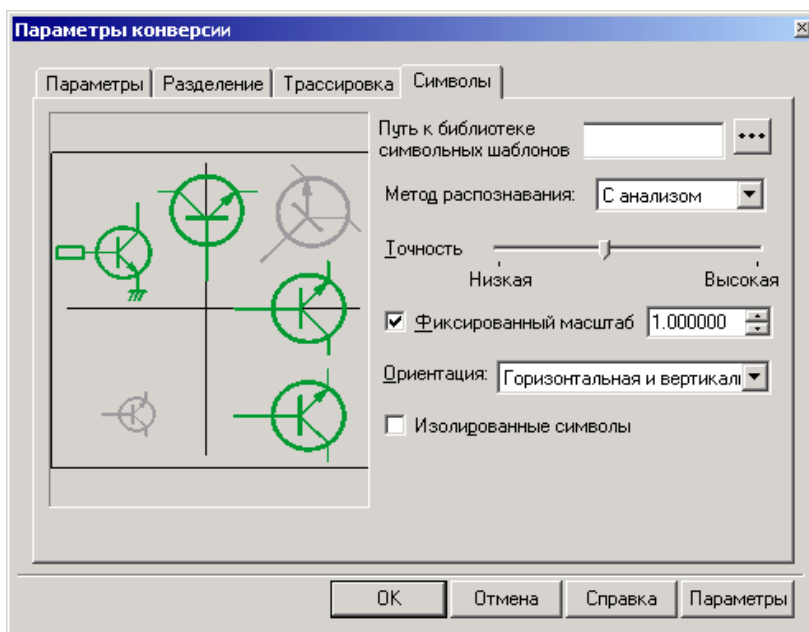 Параметры конверсии
Параметры Разделение Трассировка Символы
Путь к библиотеке
символьных шаблонов
Метод распознавания: С анализом
Точность
Низкая Высокая
Фиксированный масштаб 1.000000
Ориентация: Горизонтальная и вертикал
Изолированные символы
OK Отмена Справка Параметры